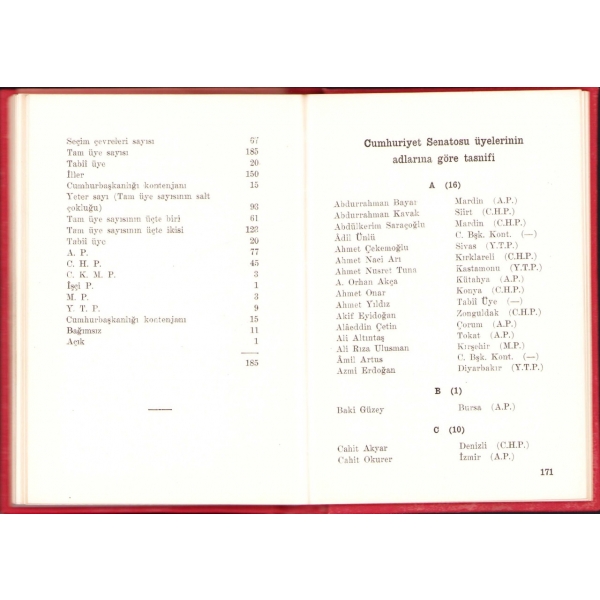 Seçim çevreleri sayısı 67
Tam üye sayısı 185
Tabiî üye 20
İller 150
Cumhurbaşkanlığı kontenjanı 15
Yeter sayı (Tam üye sayısının salt
çokluğu) 93
Tam üye sayısının üçte biri 61
Tam üye sayısının üçte ikisi 123
Tabiî üye 20
A. P. 77
C. H. P. 45
C. K. M. P. 3
İşçi P. 1
M. P. 3
Y. T. P. 9
Cumhurbaşkanlığı kontenjanı 15
Bağımsız 11
Açık 1
185
Cumhuriyet Senatosu üyelerinin
adlarına göre tasnifi
A (16)
Abdurrahman Bayar Mardin (A.P.)
Abdurrahman Kavak Siirt (C.H.P.)
Abdülkerim Saraçoğlu Mardin (C.H.P.)
Âdil Ünlü C. Bşk. Kont. (—)
Ahmet Çekemoğlu Sivas (Y.T.P.)
Ahmet Naci Arı Kırklareli (C.H.P.)
Ahmet Nusret Tuna Kastamonu (Y.T.P.)
A. Orhan Akça Kütahya (A.P.)
Ahmet Onar Konya (C.H.P.)
Ahmet Yıldız Tabiî Üye (—)
Akif Eyidoğan Zonguldak (C.H.P.)
Alâeddin Çetin Çorum (A.P.)
Ali Altıntaş Tokat (A.P.)
Ali Rıza Ulusman Kırşehir (M.P.)
Âmil Artus C. Bşk. Kont. (—)
Azmi Erdoğan Diyarbakır (Y.T.P.)
B (1)
Baki Güzey Bursa (A.P.)
C (10)
Cahit Akyar Denizli (C.H.P.)
Cahit Okurer İzmir (A.P.)
171